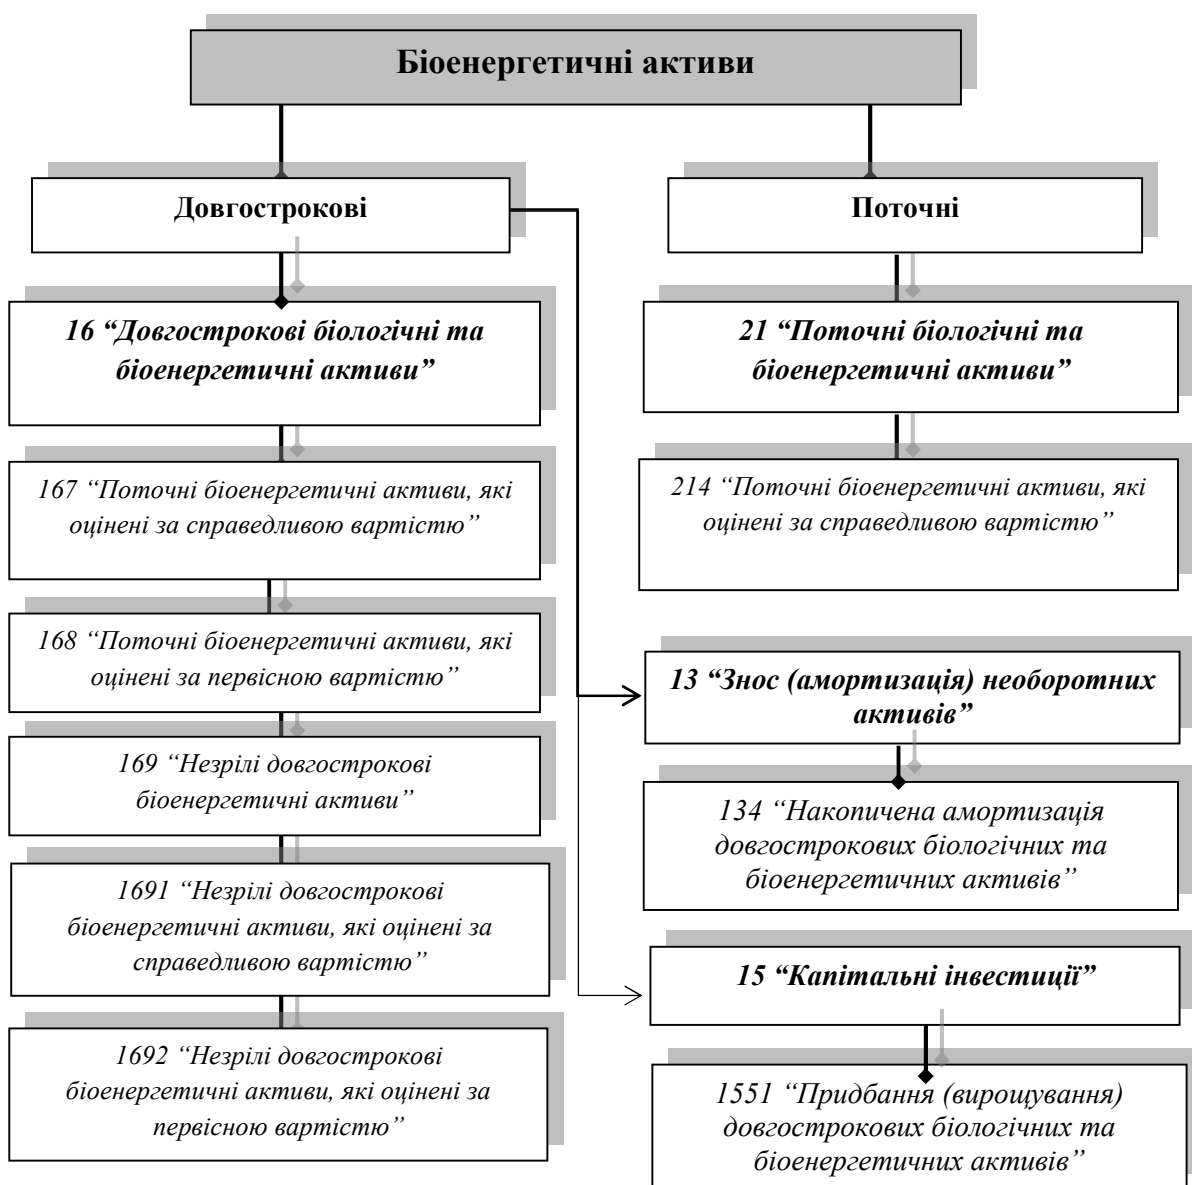 Біоенергетичні активи
Довгострокові
Поточні
16 “Довгострокові біологічні та
біоенергетичні активи”
21 “Поточні біологічні та
біоенергетичні активи”
167 “Поточні біоенергетичні активи, які
оцінені за справедливою вартістю”
214 “Поточні біоенергетичні активи, які
оцінені за справедливою вартістю”
168 “Поточні біоенергетичні активи, які
оцінені за первісною вартістю”
13 “Знос (амортизація) необоротних
активів”
169 “Незрілі довгострокові
біоенергетичні активи”
134 “Накопичена амортизація
довгострокових біологічних та
біоенергетичних активів”
1691 “Незрілі довгострокові
біоенергетичні активи, які оцінені за
справедливою вартістю”
15 “Капітальні інвестиції”
1692 “Незрілі довгострокові
біоенергетичні активи, які оцінені за
первісною вартістю”
1551 “Придбання (вирощування)
довгострокових біологічних та
біоенергетичних активів”